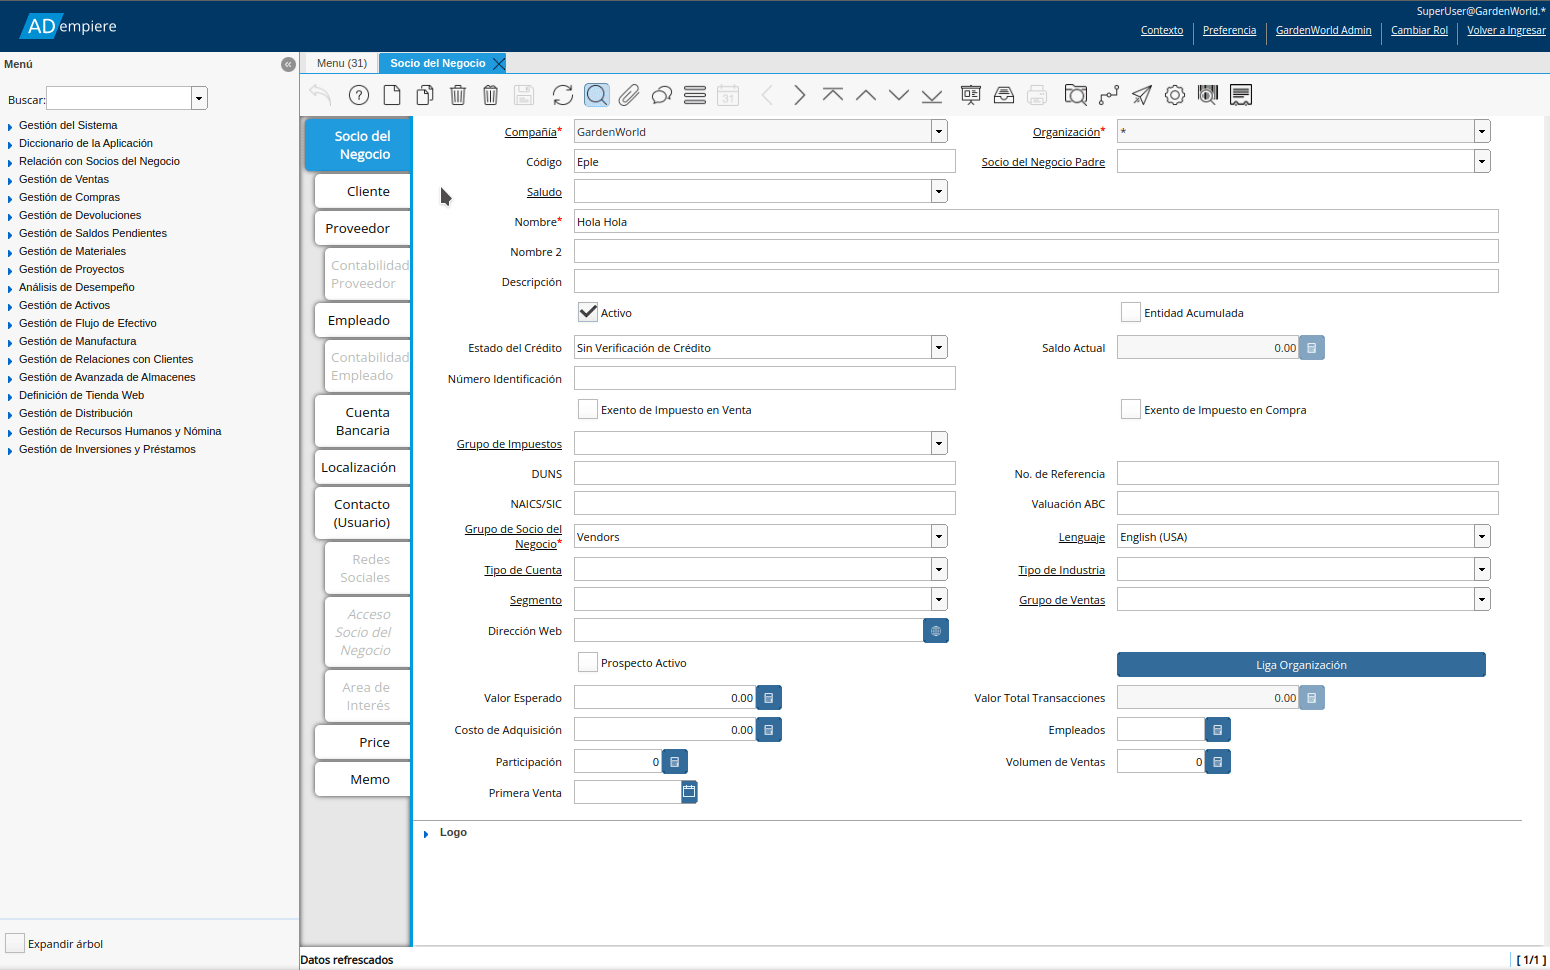 ADempiere
SuperUser@GardenWorld.*
Contexto
Preferencia
GardenWorld Admin
Cambiar Rol
Volver a Ingresar
Menú
Menu (31)
Socio del Negocio
Buscar:
Gestión del Sistema
Diccionario de la Aplicación
Relación con Socios del Negocio
Gestión de Ventas
Gestión de Compras
Gestión de Devoluciones
Gestión de Saldos Pendientes
Gestión de Materiales
Gestión de Proyectos
Análisis de Desempeño
Gestión de Activos
Gestión de Flujo de Efectivo
Gestión de Manufactura
Gestión de Relaciones con Clientes
Gestión de Avanzada de Almacenes
Definición de Tienda Web
Gestión de Distribución
Gestión de Recursos Humanos y Nómina
Gestión de Inversiones y Préstamos
Expandir árbol
31
Socio del
Negocio
Cliente
Proveedor
Contabilidad
Proveedor
Empleado
Contabilidad
Empleado
Cuenta
Bancaria
Localización
Contacto
(Usuario)
Redes
Sociales
Acceso
Socio del
Negocio
Area de
Interés
Price
Memo
Compañía* GardenWorld Organización* *
Código Eple Socio del Negocio Padre
Saludo
Nombre* Hola Hola
Nombre 2
Descripción
Activo Entidad Acumulada
Estado del Crédito Sin Verificación de Crédito Saldo Actual 0.00
Número Identificación
Exento de Impuesto en Venta Exento de Impuesto en Compra
Grupo de Impuestos
DUNS No. de Referencia
NAICS/SIC Valuación ABC
Grupo de Socio del
Negocio* Vendors Lenguaje English (USA)
Tipo de Cuenta Tipo de Industria
Segmento Grupo de Ventas
Dirección Web
Prospecto Activo Liga Organización
Valor Esperado 0.00 Valor Total Transacciones 0.00
Costo de Adquisición 0.00 Empleados
Participación 0 Volumen de Ventas 0
Primera Venta
Logo
Datos refrescados
[ 1/1 ]